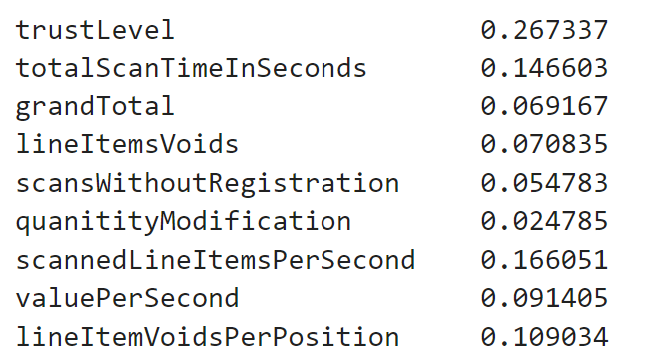 trustLevel 0.267337
totalScanTimeInSeconds 0.146603
grandTotal 0.069167
lineItemsVoids 0.070835
scansWithoutRegistration 0.054783
quanitityModification 0.024785
scannedLineItemsPerSecond 0.166051
valuePerSecond 0.091405
lineItemVoidsPerPosition 0.109034